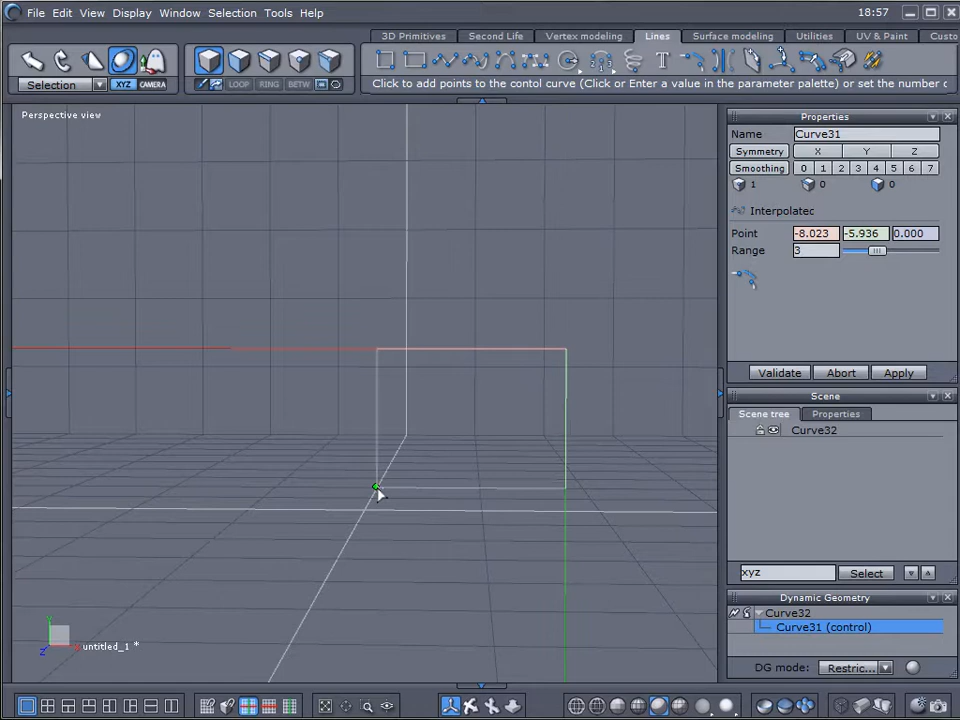 File Edit View Display Window Selection Tools Help 18:57
3D Primitives Second Life Vertex modeling Lines Surface modeling Utilities UV & Paint Custo
Selection XYZ CAMERA LOOP RING BETW Click to add points to the contol curve (Click or Enter a value in the parameter palette) or set the number c
Perspective view
Properties
Name Curve31
Symmetry X Y Z
Smoothing 0 1 2 3 4 5 6 7
1 0 0
Interpolatec
Point -8.023 -5.936 0.000
Range 3
Validate Abort Apply
Scene
Scene tree Properties
Curve32
xyz Select
Dynamic Geometry
Curve32
Curve31 (control)
Y
Z
untitled_1 *
DG mode: Restric...